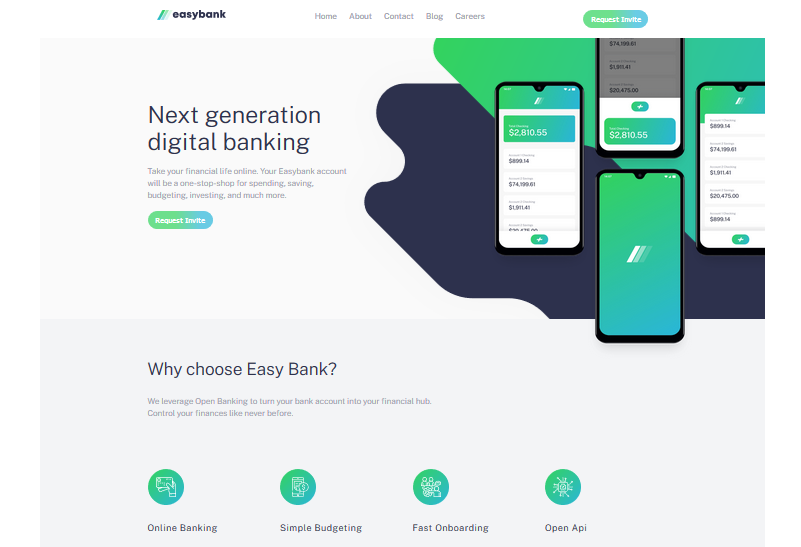 easybank
Home About Contact Blog Careers
Request Invite
Next generation
digital banking
Take your financial life online. Your Easybank account
will be a one-stop-shop for spending, saving,
budgeting, investing, and much more.
Request Invite
$74,199.61
$1,911.41
$20,475.00
$2,810.55
$2,810.55
$899.14
$74,199.61
$1,911.41
$20,475.00
$899.14
$74,199.61
$1,911.41
$20,475.00
$899.14
Why choose Easy Bank?
We leverage Open Banking to turn your bank account into your financial hub.
Control your finances like never before.
Online Banking
Simple Budgeting
Fast Onboarding
Open Api